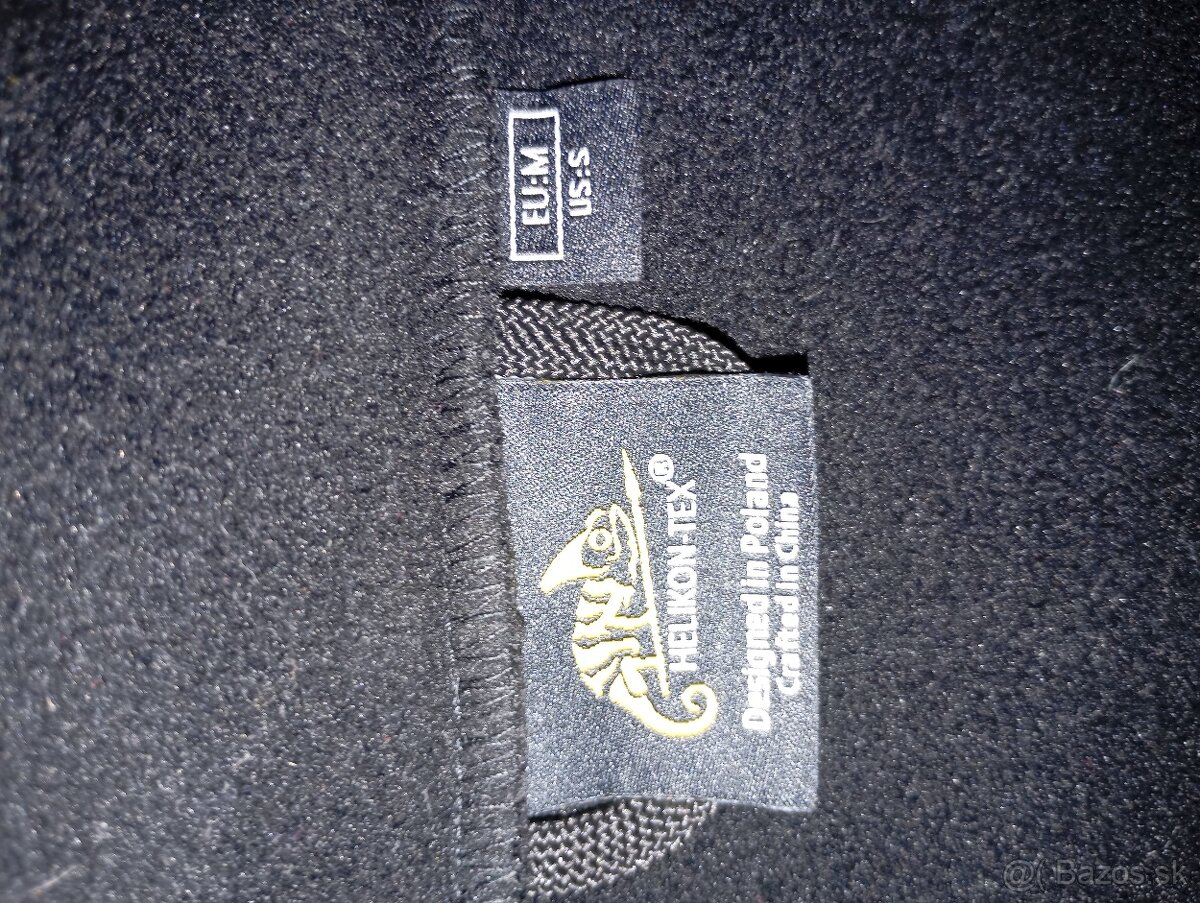 EU:M
US:S
HELIKON-TEX®
Designed in Poland
Crafted in China
@( Bazos.sk